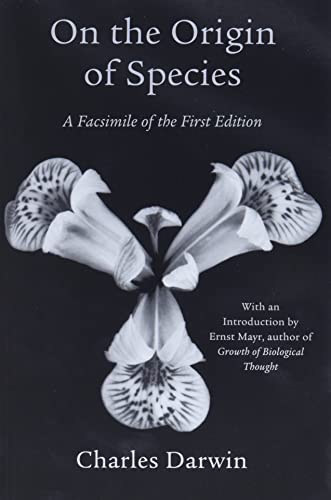 On the Origin
of Species
A Facsimile of the First Edition
With an
Introduction by
Ernst Mayr, author of
Growth of Biological
Thought
Charles Darwin